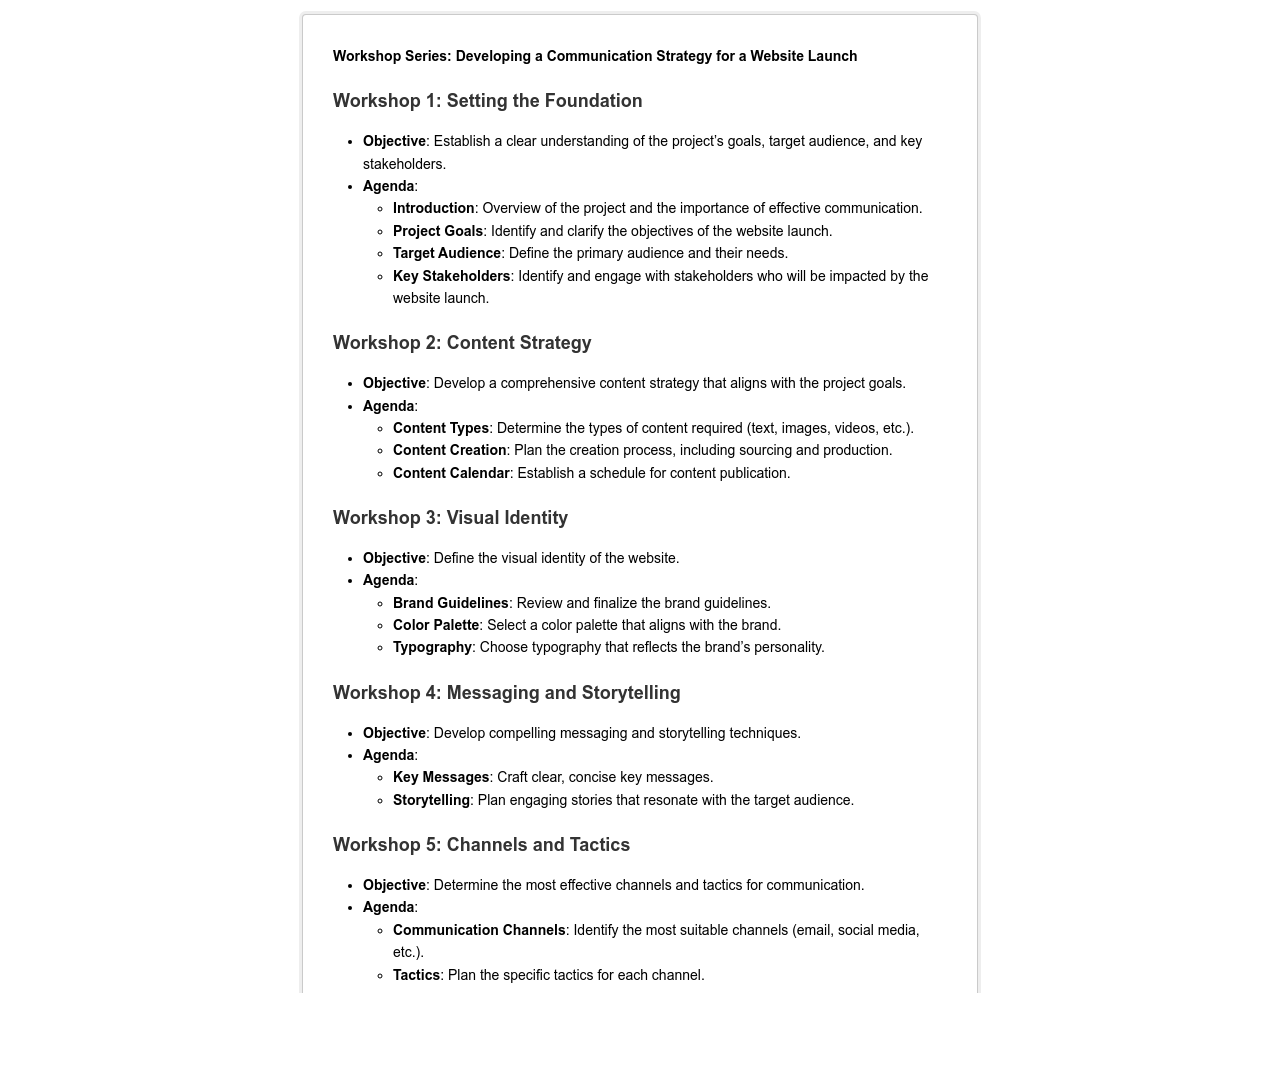 Workshop Series: Developing a Communication Strategy for a Website Launch
Workshop 1: Setting the Foundation
• Objective: Establish a clear understanding of the project’s goals, target audience, and key
stakeholders.
• Agenda:
◦ Introduction: Overview of the project and the importance of effective communication.
◦ Project Goals: Identify and clarify the objectives of the website launch.
◦ Target Audience: Define the primary audience and their needs.
◦ Key Stakeholders: Identify and engage with stakeholders who will be impacted by the
website launch.
Workshop 2: Content Strategy
• Objective: Develop a comprehensive content strategy that aligns with the project goals.
• Agenda:
◦ Content Types: Determine the types of content required (text, images, videos, etc.).
◦ Content Creation: Plan the creation process, including sourcing and production.
◦ Content Calendar: Establish a schedule for content publication.
Workshop 3: Visual Identity
• Objective: Define the visual identity of the website.
• Agenda:
◦ Brand Guidelines: Review and finalize the brand guidelines.
◦ Color Palette: Select a color palette that aligns with the brand.
◦ Typography: Choose typography that reflects the brand’s personality.
Workshop 4: Messaging and Storytelling
• Objective: Develop compelling messaging and storytelling techniques.
• Agenda:
◦ Key Messages: Craft clear, concise key messages.
◦ Storytelling: Plan engaging stories that resonate with the target audience.
Workshop 5: Channels and Tactics
• Objective: Determine the most effective channels and tactics for communication.
• Agenda:
◦ Communication Channels: Identify the most suitable channels (email, social media,
etc.).
◦ Tactics: Plan the specific tactics for each channel.